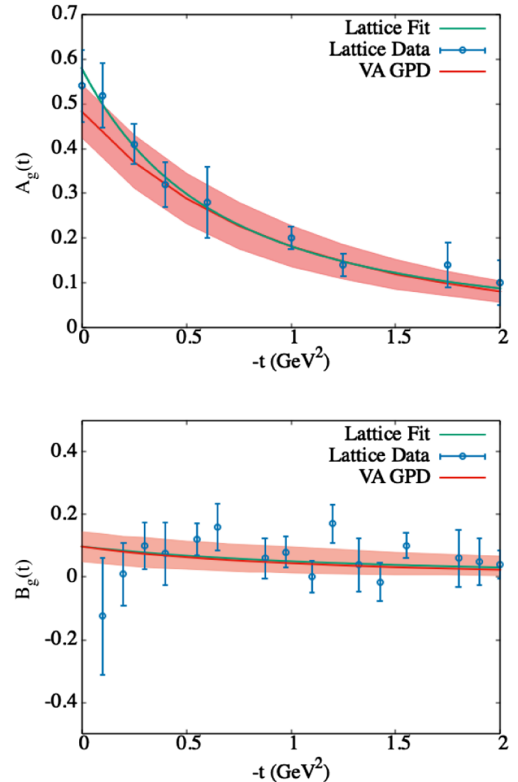 0.7
0.6
0.5
0.4
0.3
0.2
0.1
0
A_g(t)
Lattice Fit
Lattice Data
VA GPD
0 0.5 1 1.5 2
-t (GeV²)
0.4
0.2
0
-0.2
-0.4
B_g(t)
Lattice Fit
Lattice Data
VA GPD
0 0.5 1 1.5 2
-t (GeV²)